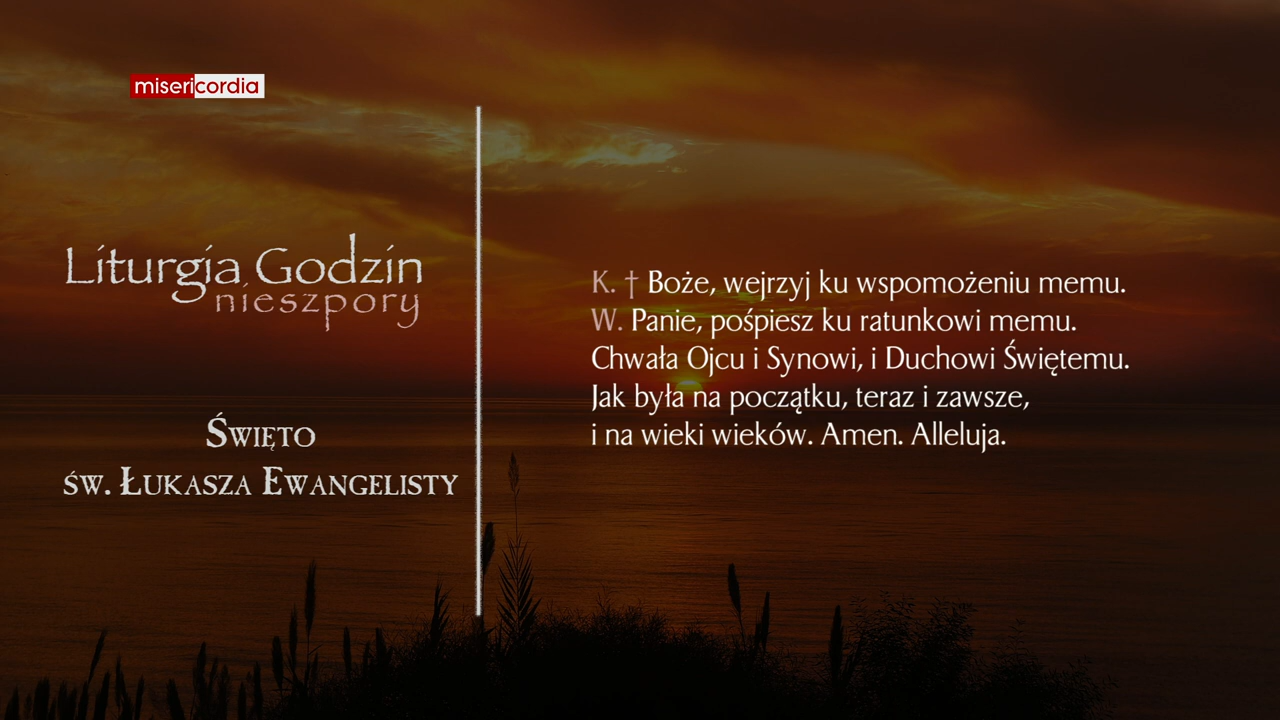 misericordia
Liturgia Godzin
nieszpory
Święto
św. Łukasza Ewangelisty
K. † Boże, wejrzyj ku wspomożeniu memu.
W. Panie, pośpiesz ku ratunkowi memu.
Chwała Ojcu i Synowi, i Duchowi Świętemu.
Jak była na początku, teraz i zawsze,
i na wieki wieków. Amen. Alleluja.